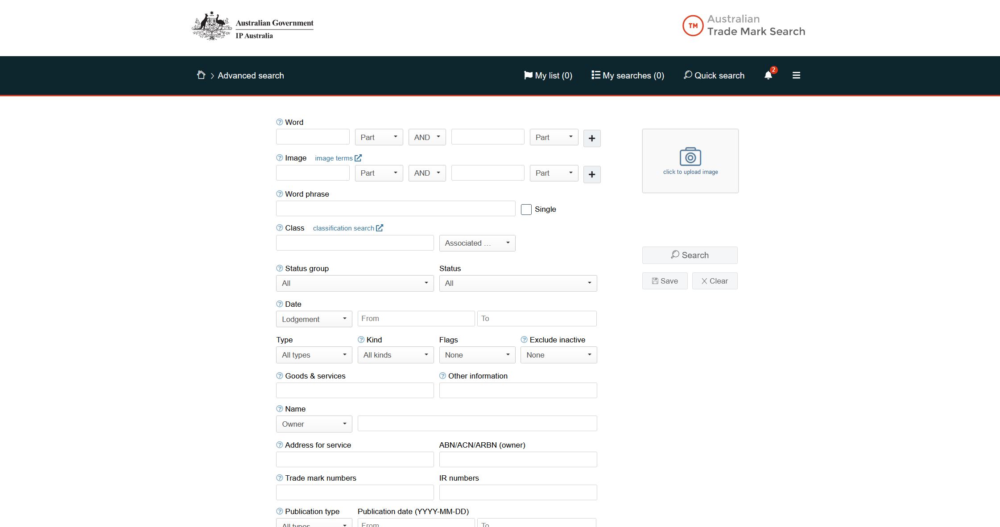 Australian Government
IP Australia
TM
Australian
Trade Mark Search
Advanced search
My list (0)
My searches (0)
Quick search
2
Word
Part
AND
Part
Image image terms
Part
AND
Part
click to upload image
Word phrase
Single
Class classification search
Associated ...
Search
Status group
Status
All
All
Save
Clear
Date
Lodgement
From
To
Type
Kind
Flags
Exclude inactive
All types
All kinds
None
None
Goods & services
Other information
Name
Owner
Address for service
ABN/ACN/ARBN (owner)
Trade mark numbers
IR numbers
Publication type
Publication date (YYYY-MM-DD)
All types
From
To